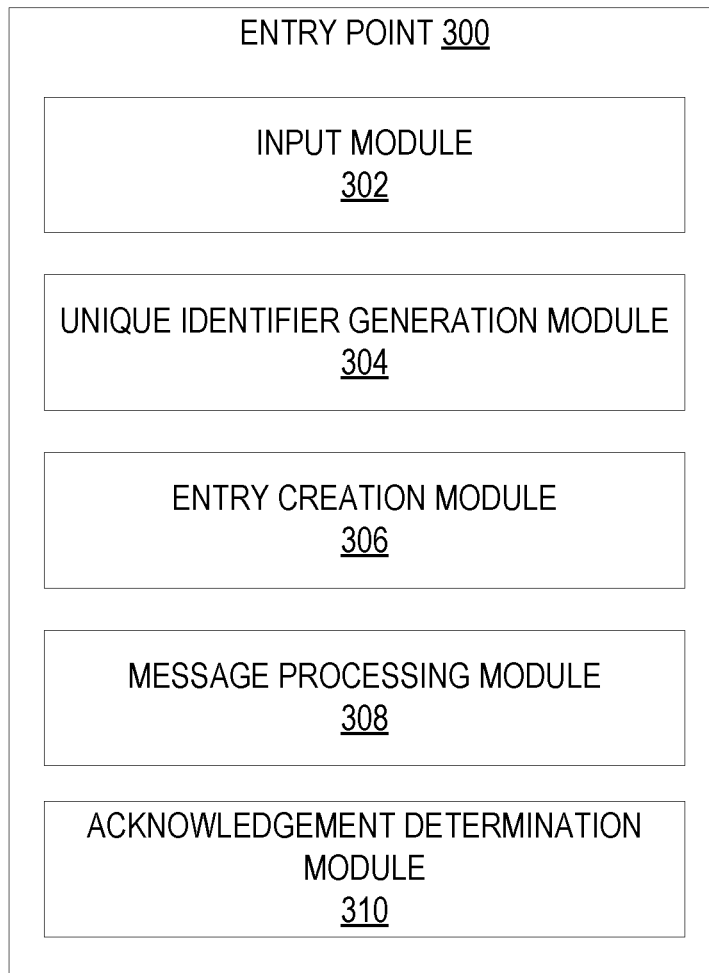 ENTRY POINT 300
INPUT MODULE
302
UNIQUE IDENTIFIER GENERATION MODULE
304
ENTRY CREATION MODULE
306
MESSAGE PROCESSING MODULE
308
ACKNOWLEDGEMENT DETERMINATION
MODULE
310